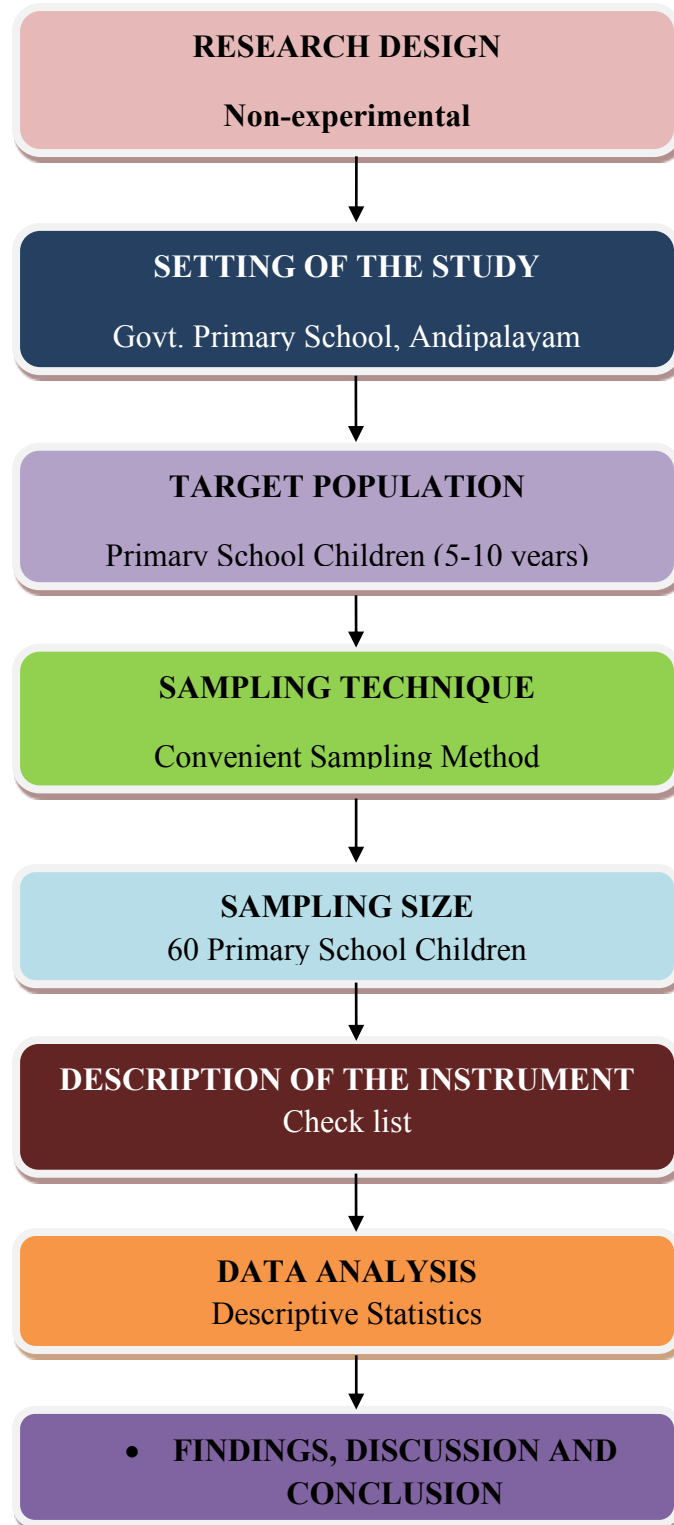 RESEARCH DESIGN
Non-experimental
SETTING OF THE STUDY
Govt. Primary School, Andipalayam
TARGET POPULATION
Primary School Children (5-10 years)
SAMPLING TECHNIQUE
Convenient Sampling Method
SAMPLING SIZE
60 Primary School Children
DESCRIPTION OF THE INSTRUMENT
Check list
DATA ANALYSIS
Descriptive Statistics
• FINDINGS, DISCUSSION AND
CONCLUSION